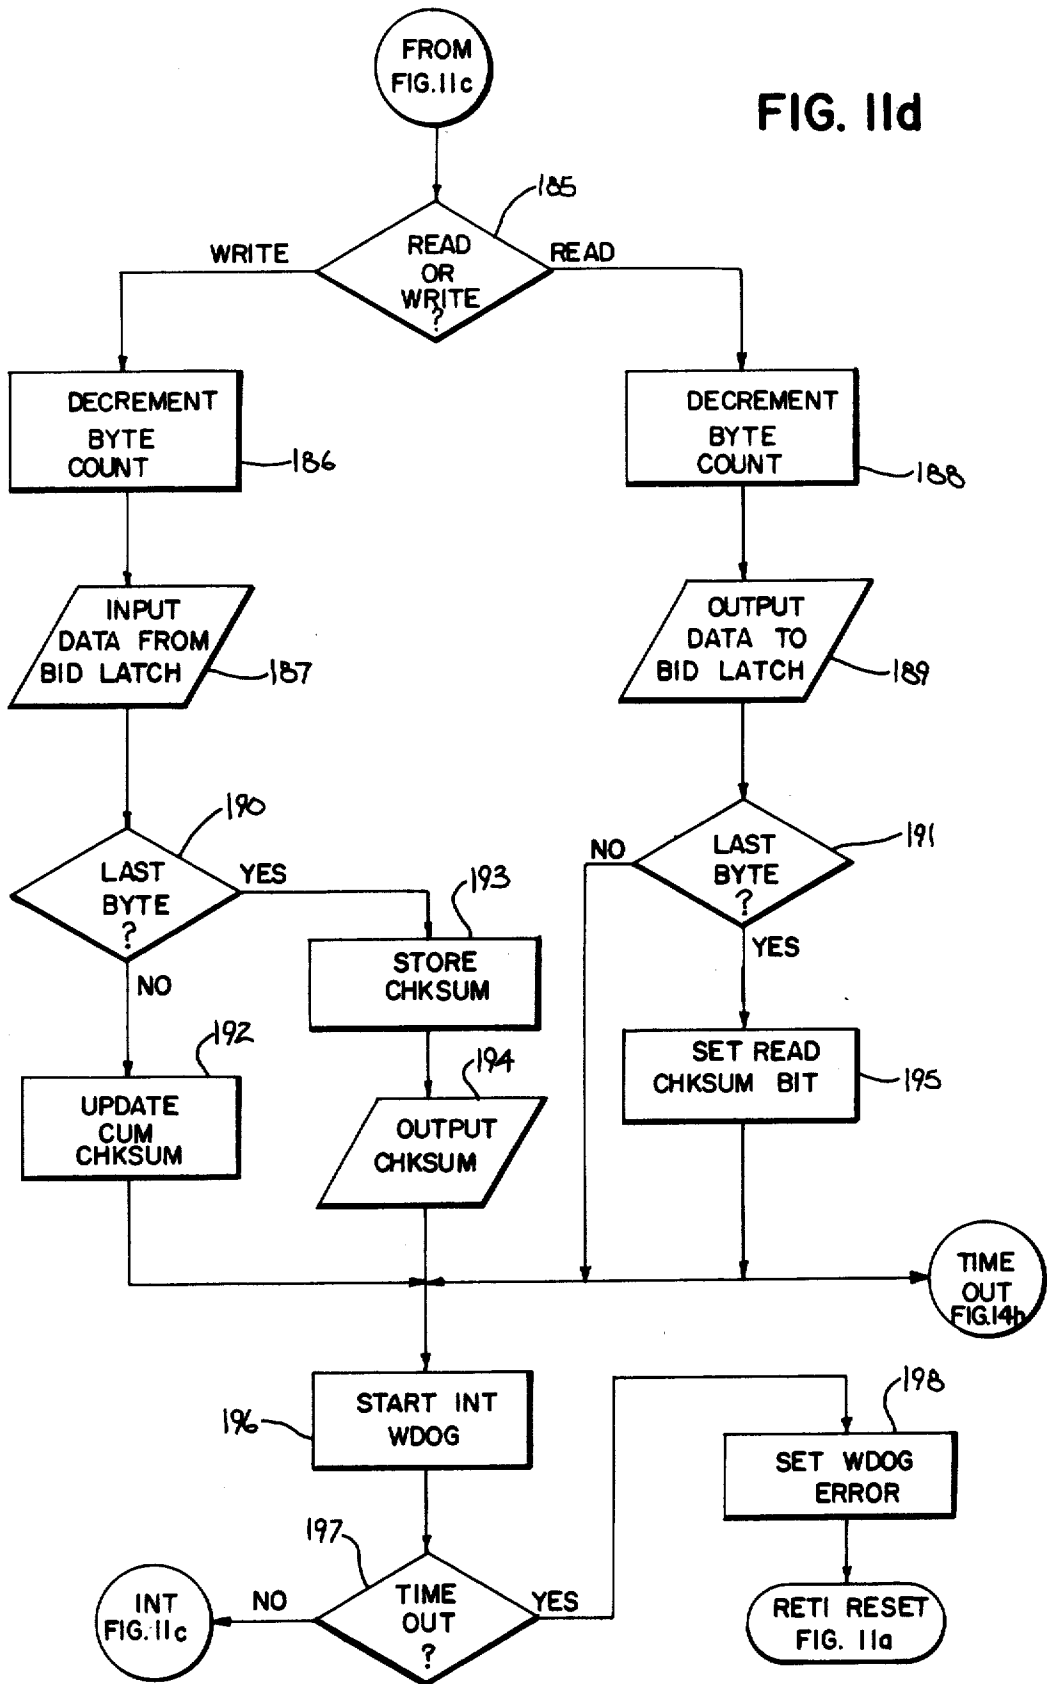 FROM
FIG. 11c
FIG. 11d
185
WRITE
READ
OR
WRITE
?
READ
DECREMENT
BYTE
COUNT
186
DECREMENT
BYTE
COUNT
188
INPUT
DATA FROM
BID LATCH
187
OUTPUT
DATA TO
BID LATCH
189
190
LAST
BYTE
?
YES
NO
193
STORE
CHKSUM
NO
LAST
BYTE
?
191
YES
192
UPDATE
CUM
CHKSUM
194
OUTPUT
CHKSUM
SET READ
CHKSUM BIT
195
TIME
OUT
FIG. 14b
START INT
WDOG
196
198
SET WDOG
ERROR
197
TIME
OUT
?
NO
YES
INT
FIG. 11c
RETI RESET
FIG. 11a